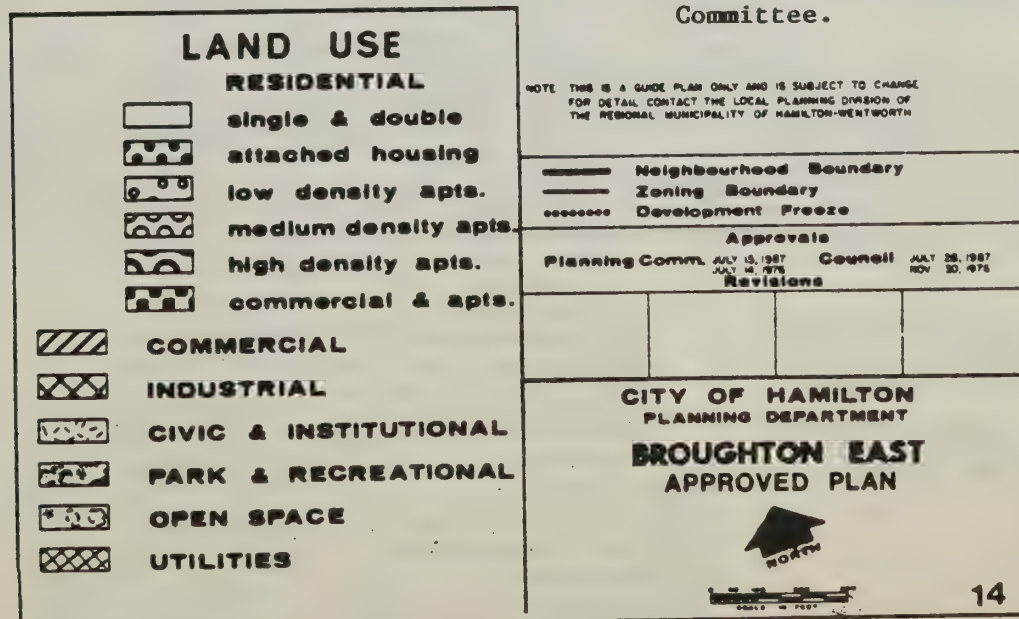 Committee.
LAND USE
RESIDENTIAL
single & double
attached housing
low density apts.
medium density apts.
high density apts.
commercial & apts.
COMMERCIAL
INDUSTRIAL
CIVIC & INSTITUTIONAL
PARK & RECREATIONAL
OPEN SPACE
UTILITIES
NOTE THIS IS A GUIDE PLAN ONLY AND IS SUBJECT TO CHANGE
FOR DETAIL CONTACT THE LOCAL PLANNING DIVISION OF
THE REGIONAL MUNICIPALITY OF HAMILTON-WENTWORTH
Neighbourhood Boundary
Zoning Boundary
Development Freeze
Approvals
Planning Comm. JULY 15, 1987 Council JULY 28, 1987
JULY 14, 1976 NOV 30, 1976
Revisions
CITY OF HAMILTON
PLANNING DEPARTMENT
BROUGHTON EAST
APPROVED PLAN
NORTH
SCALE IN FEET
14